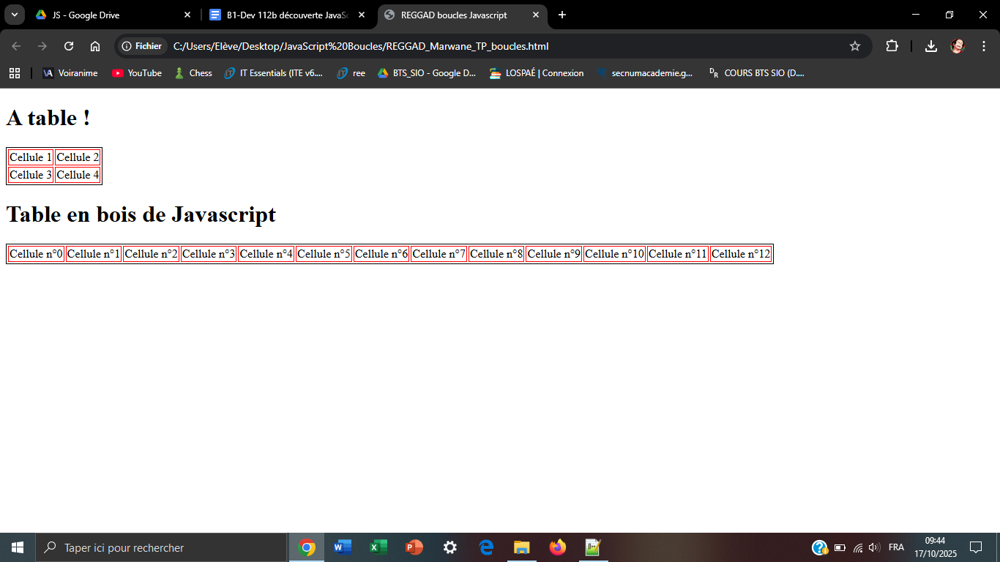 JS - Google Drive
B1-Dev 112b découverte JavaSc
REGGAD boucles Javascript
Fichier
C:/Users/Elève/Desktop/JavaScript%20Boucles/REGGAD_Marwane_TP_boucles.html
Voiranime YouTube Chess IT Essentials (ITE v6.... ree BTS_SIO - Google D... LOSPAÉ | Connexion secnumacademie.g... DR COURS BTS SIO (D....
A table !
Cellule 1 Cellule 2
Cellule 3 Cellule 4
Table en bois de Javascript
Cellule n°0 Cellule n°1 Cellule n°2 Cellule n°3 Cellule n°4 Cellule n°5 Cellule n°6 Cellule n°7 Cellule n°8 Cellule n°9 Cellule n°10 Cellule n°11 Cellule n°12
Taper ici pour rechercher
FRA
09:44
17/10/2025